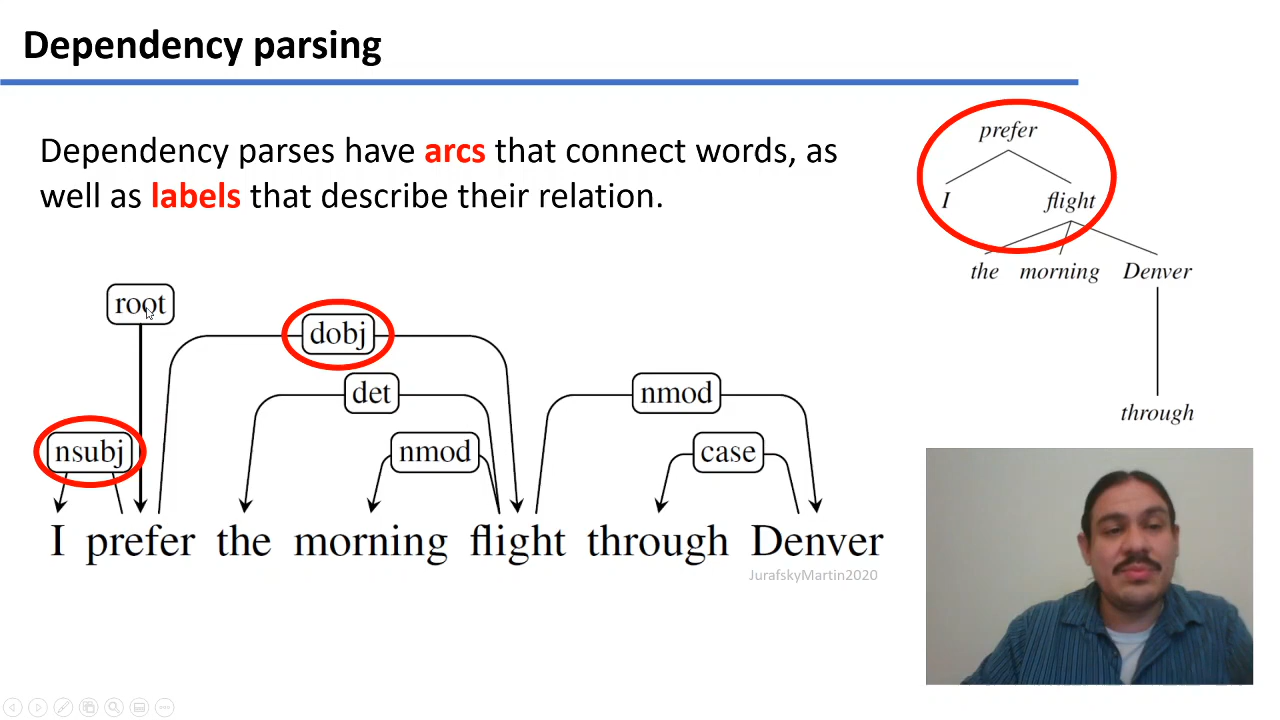 Dependency parsing
Dependency parses have arcs that connect words, as
well as labels that describe their relation.
prefer
I flight
the morning Denver
through
root
dobj
det
nmod
nsubj
nmod
case
I prefer the morning flight through Denver
JurafskyMartin2020